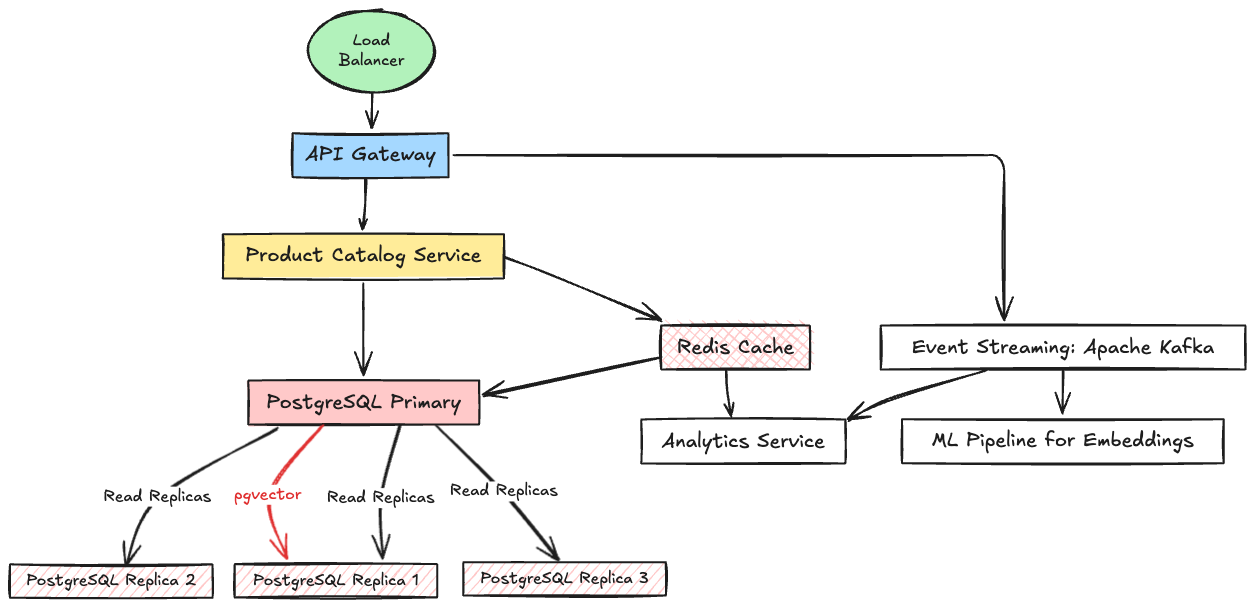 Load
Balancer
API Gateway
Product Catalog Service
Redis Cache
Event Streaming: Apache Kafka
PostgreSQL Primary
Analytics Service
ML Pipeline for Embeddings
Read Replicas
pgvector
Read Replicas
Read Replicas
PostgreSQL Replica 2
PostgreSQL Replica 1
PostgreSQL Replica 3